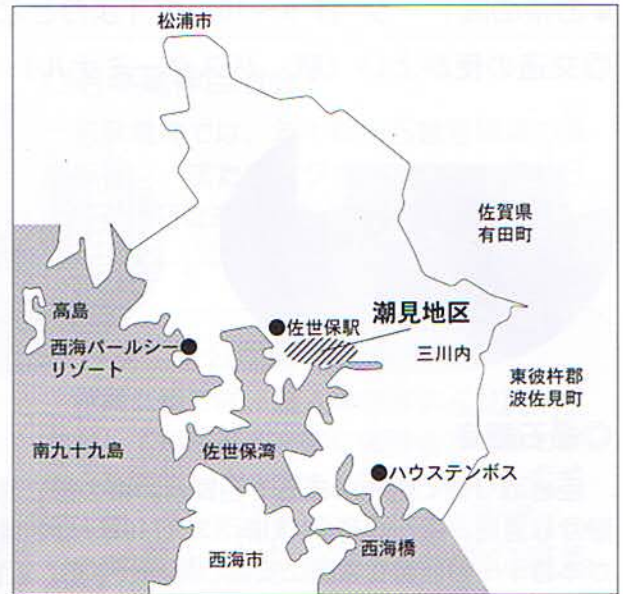 松浦市
佐賀県
有田町
高島
佐世保駅
潮見地区
西海パールシー
リゾート
三川内
東彼杵郡
波佐見町
南九十九島
佐世保湾
ハウステンボス
西海市
西海橋